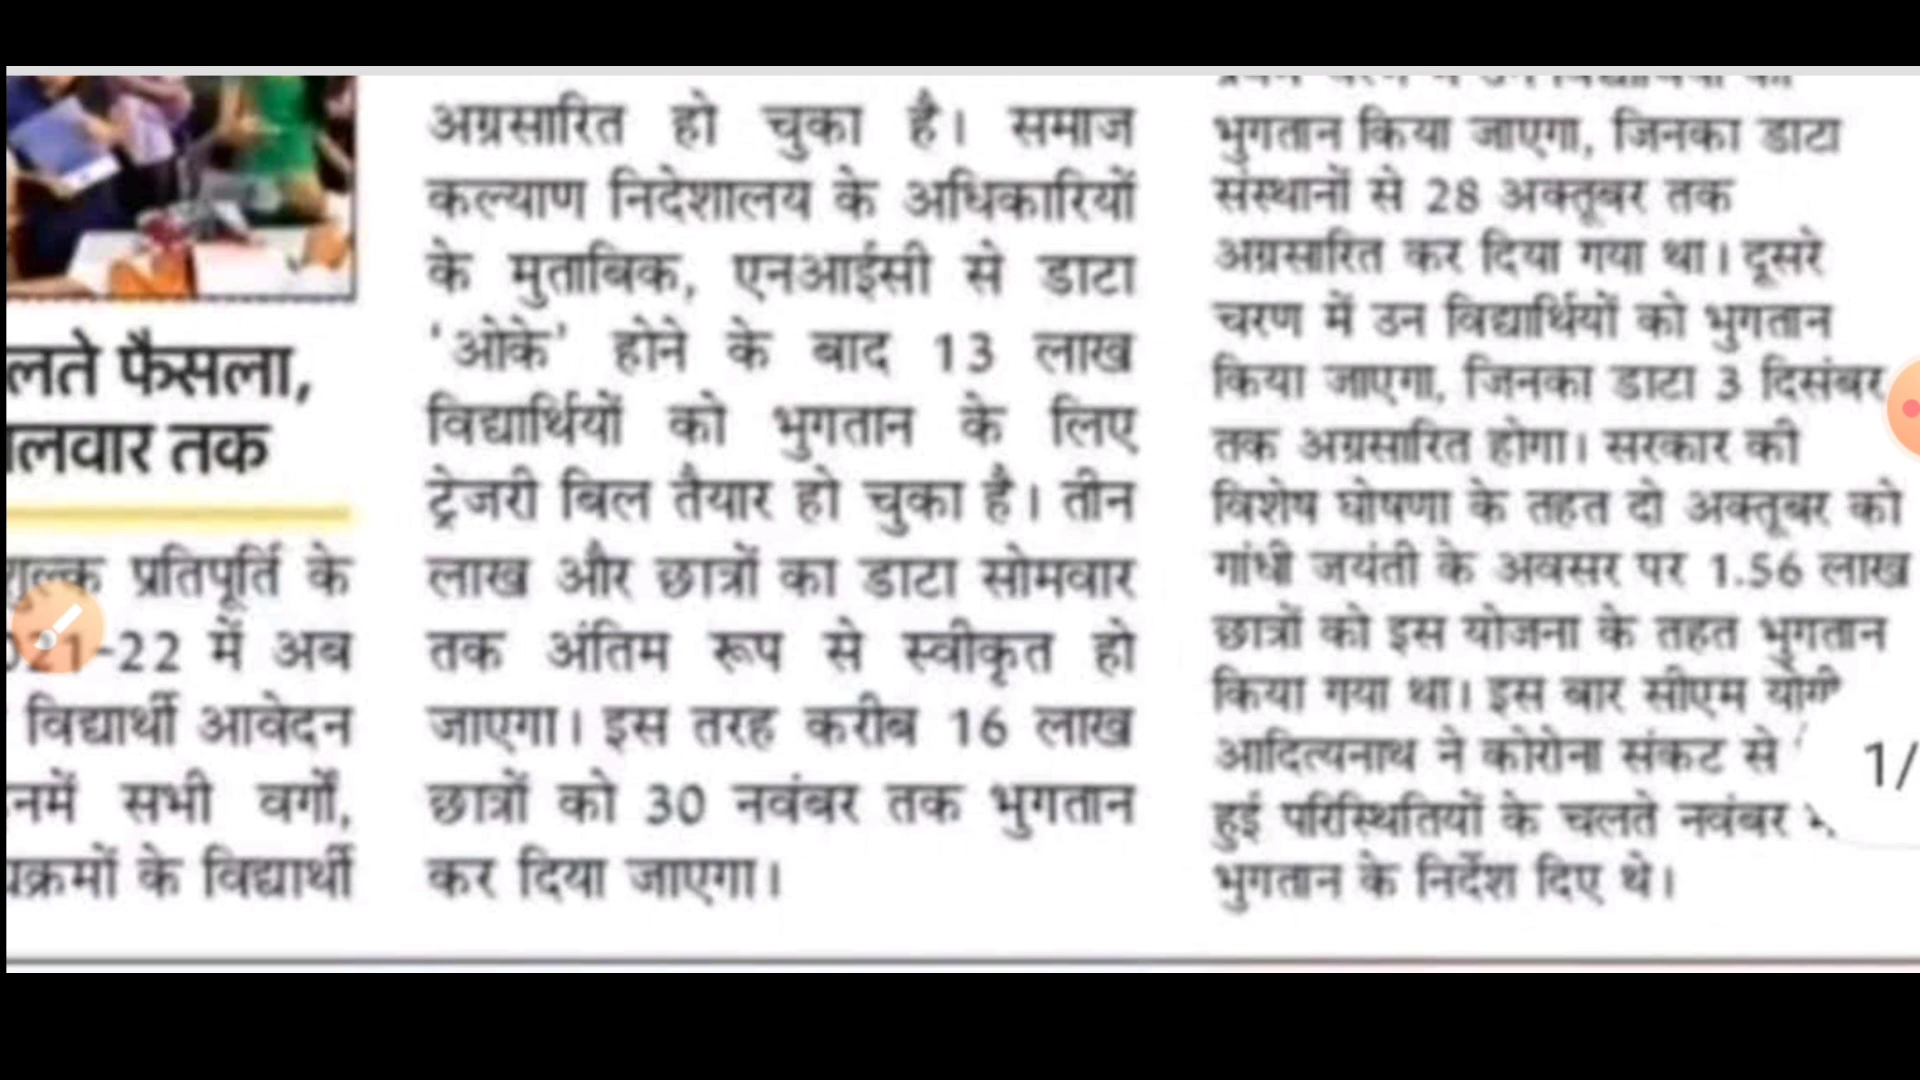 लते फैसला,
लवार तक
शुल्क प्रतिपूर्ति के
021-22 में अब
विद्यार्थी आवेदन
नमें सभी वर्गों,
क्रमों के विद्यार्थी
अग्रसारित हो चुका है। समाज
कल्याण निदेशालय के अधिकारियों
के मुताबिक, एनआईसी से डाटा
'ओके' होने के बाद 13 लाख
विद्यार्थियों को भुगतान के लिए
ट्रेजरी बिल तैयार हो चुका है। तीन
लाख और छात्रों का डाटा सोमवार
तक अंतिम रूप से स्वीकृत हो
जाएगा। इस तरह करीब 16 लाख
छात्रों को 30 नवंबर तक भुगतान
कर दिया जाएगा।
भुगतान किया जाएगा, जिनका डाटा
संस्थानों से 28 अक्तूबर तक
अग्रसारित कर दिया गया था। दूसरे
चरण में उन विद्यार्थियों को भुगतान
किया जाएगा, जिनका डाटा 3 दिसंबर
तक अग्रसारित होगा। सरकार की
विशेष घोषणा के तहत दो अक्तूबर को
गांधी जयंती के अवसर पर 1.56 लाख
छात्रों को इस योजना के तहत भुगतान
किया गया था। इस बार सीएम योगी
आदित्यनाथ ने कोरोना संकट से
हुई परिस्थितियों के चलते नवंबर
भुगतान के निर्देश दिए थे।
1/